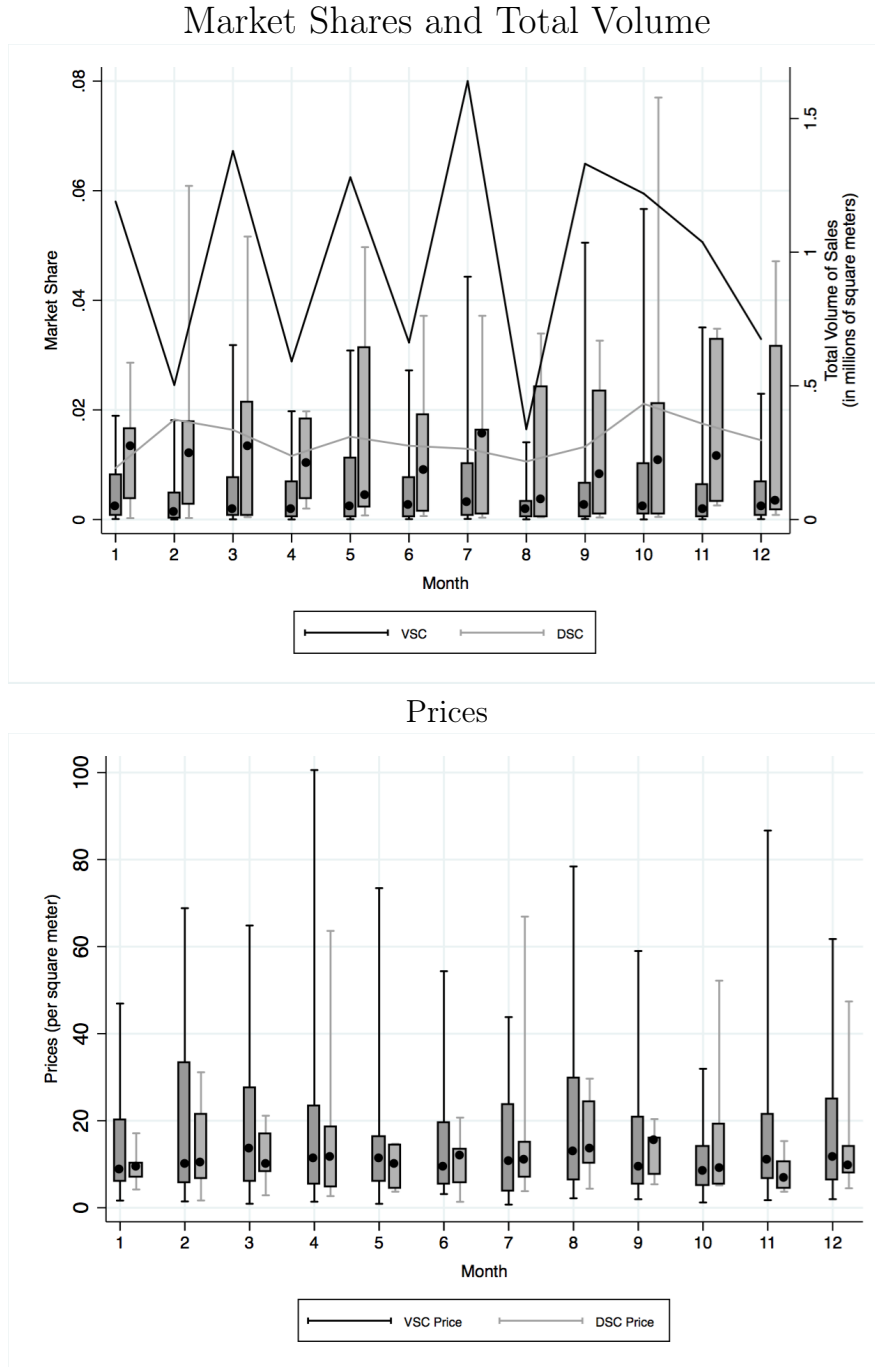 Market Shares and Total Volume
.08
.06
.04
.02
0
Market Share
1.5
1
.5
0
Total Volume of Sales
(in millions of square meters)
1 2 3 4 5 6 7 8 9 10 11 12
Month
VSC DSC
Prices
100
80
60
40
20
0
Prices (per square meter)
1 2 3 4 5 6 7 8 9 10 11 12
Month
VSC Price DSC Price